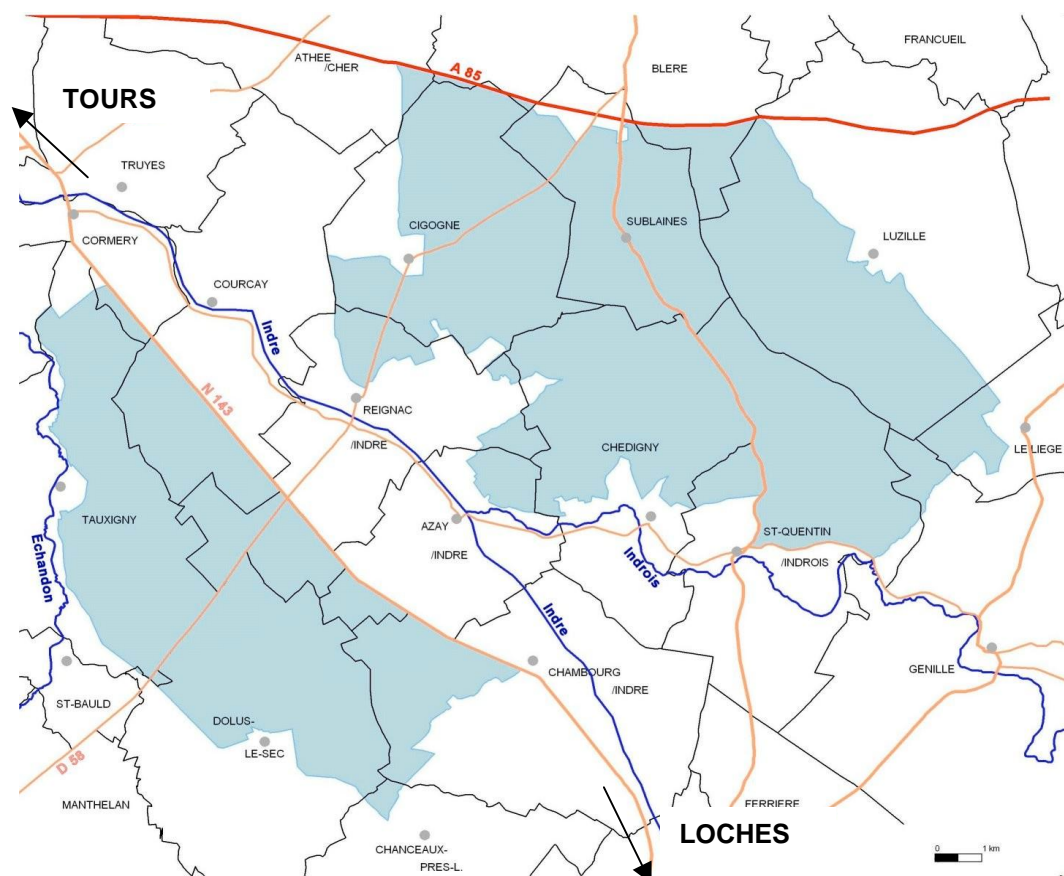 FRANCUEIL
ATHEE
/CHER
BLERE
A 85
TOURS
TRUYES
CIGOGNE
SUBLAINES
LUZILLE
CORMERY
COURCAY
Indre
N 143
REIGNAC
/INDRE
CHEDIGNY
LE LIEGE
TAUXIGNY
AZAY
/INDRE
ST-QUENTIN
/INDROIS
Echandon
Indrois
Indre
CHAMBOURG
/INDRE
GENILLE
ST-BAULD
DOLUS-
LE-SEC
D 58
MANTHELAN
FERRIERE
LOCHES
CHANCEAUX-
PRES-L.
0 1 km